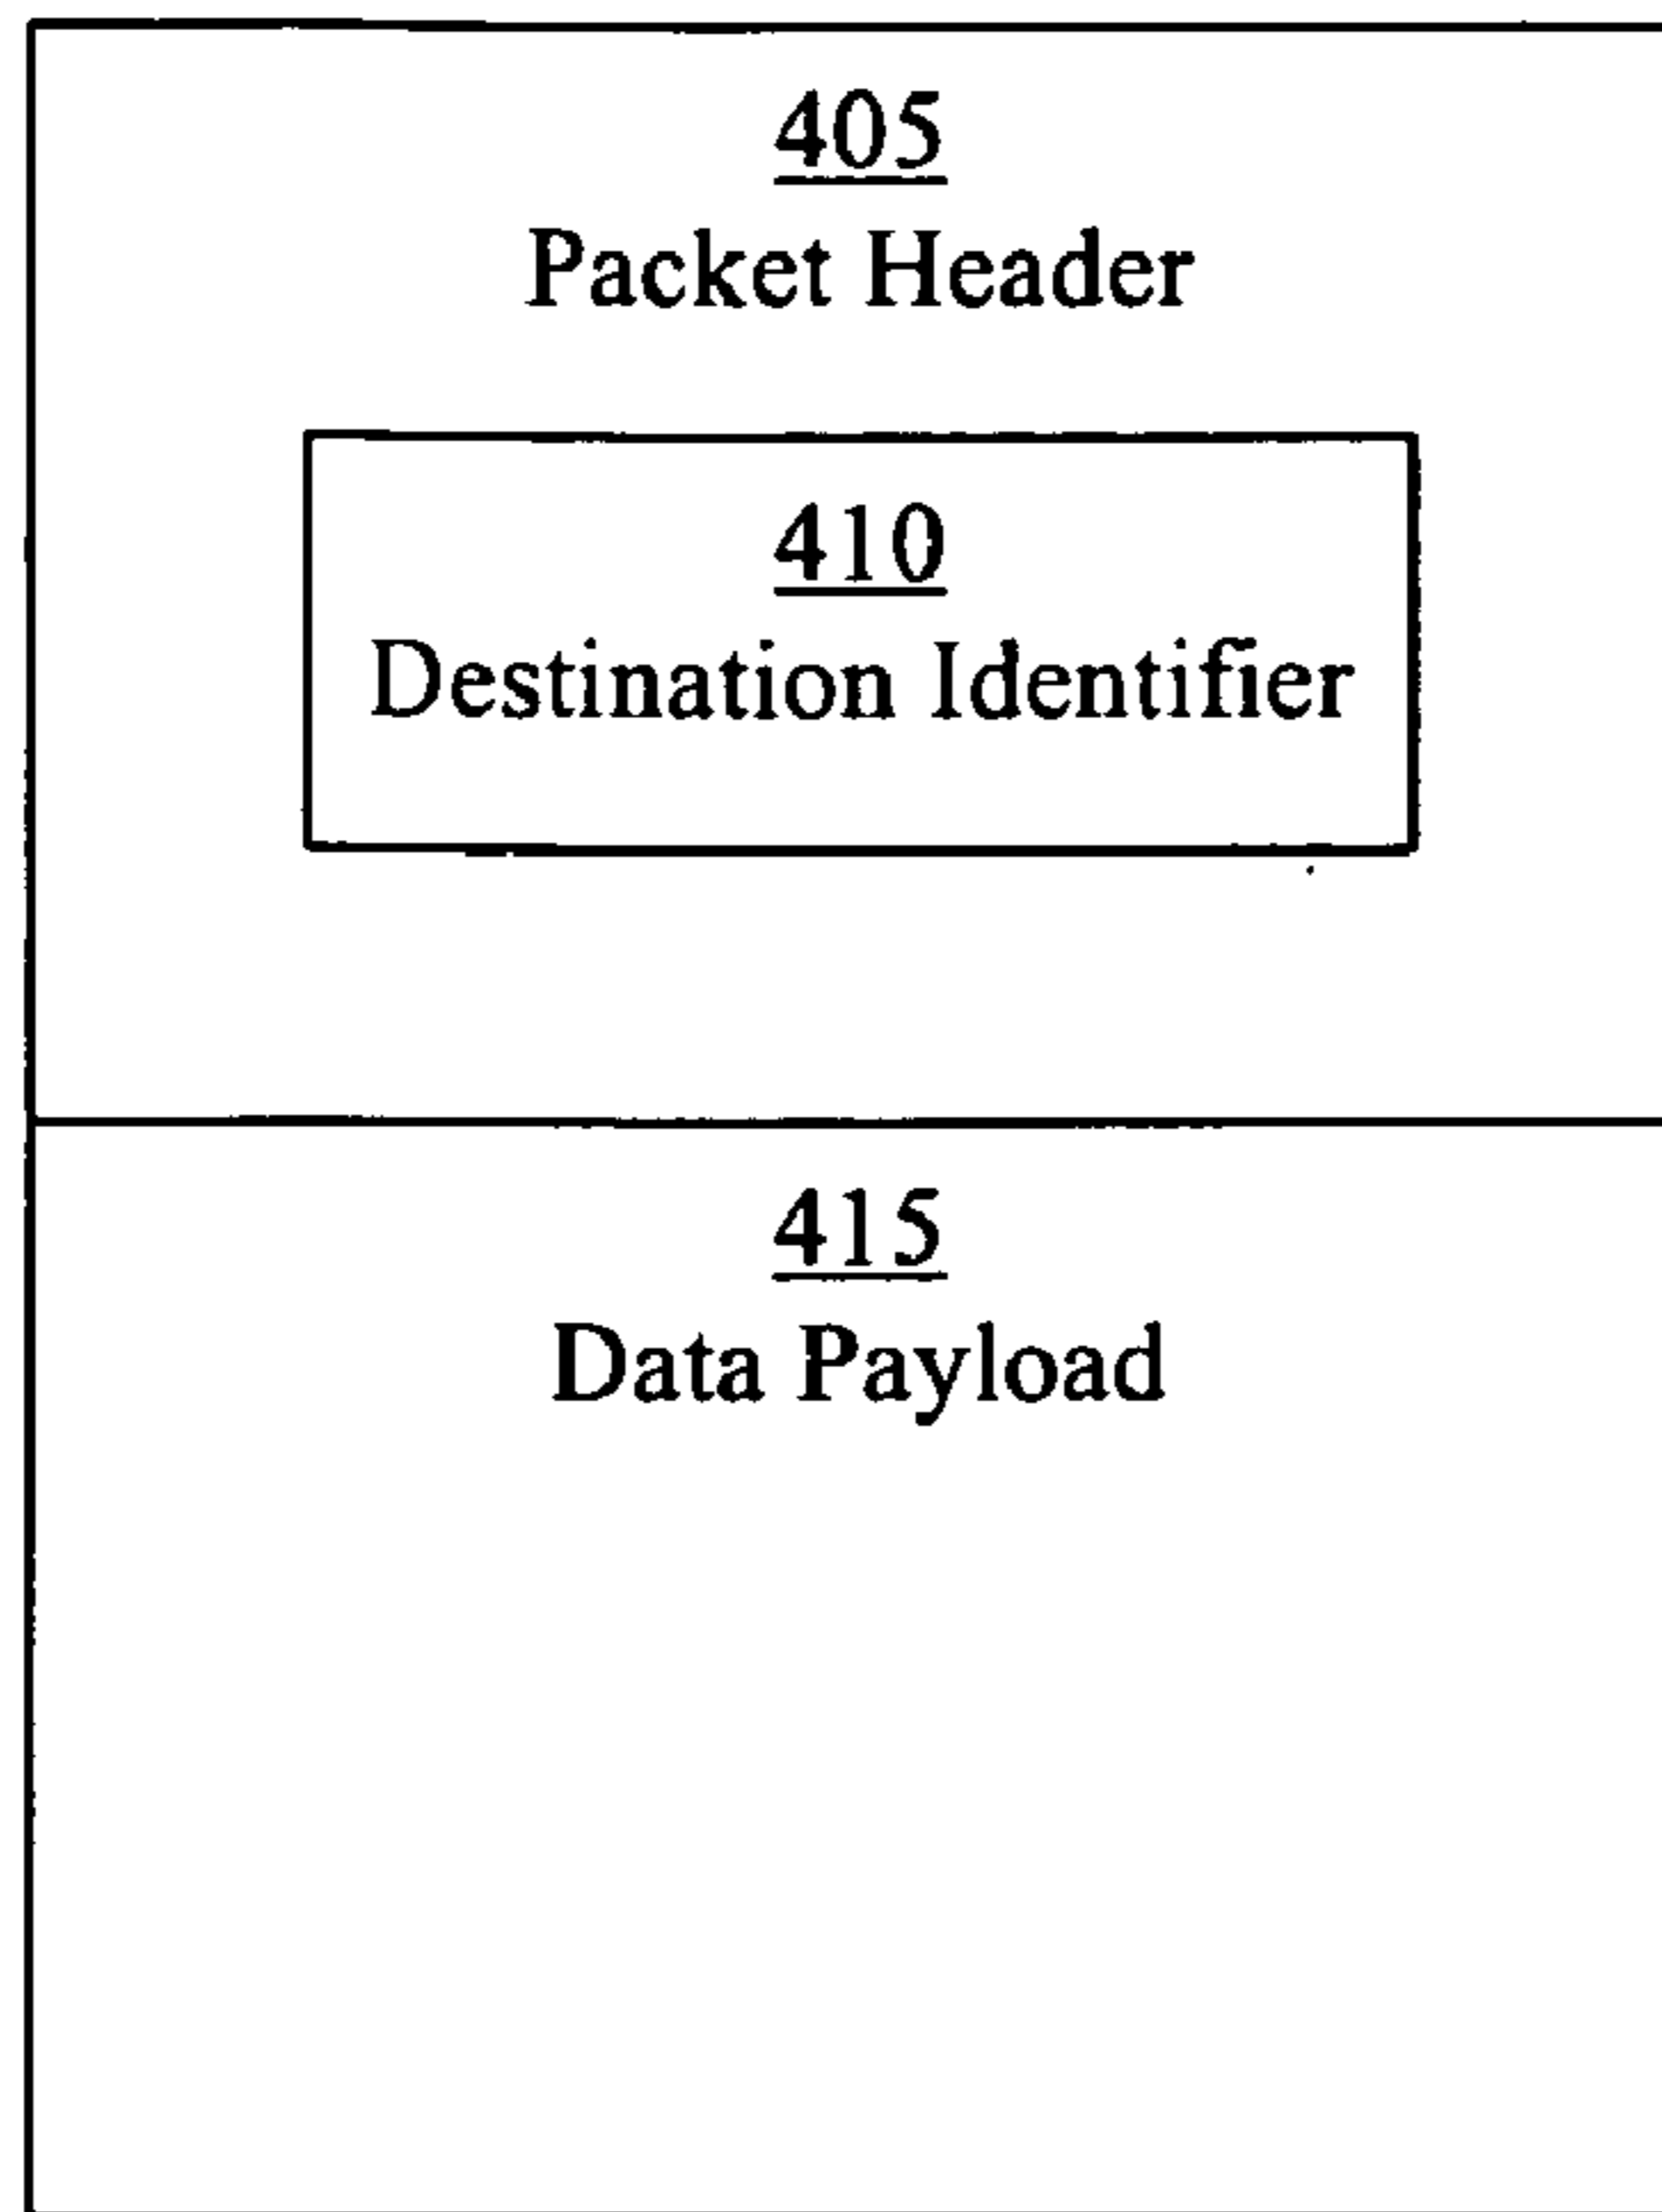 405
Packet Header
410
Destination Identifier
415
Data Payload